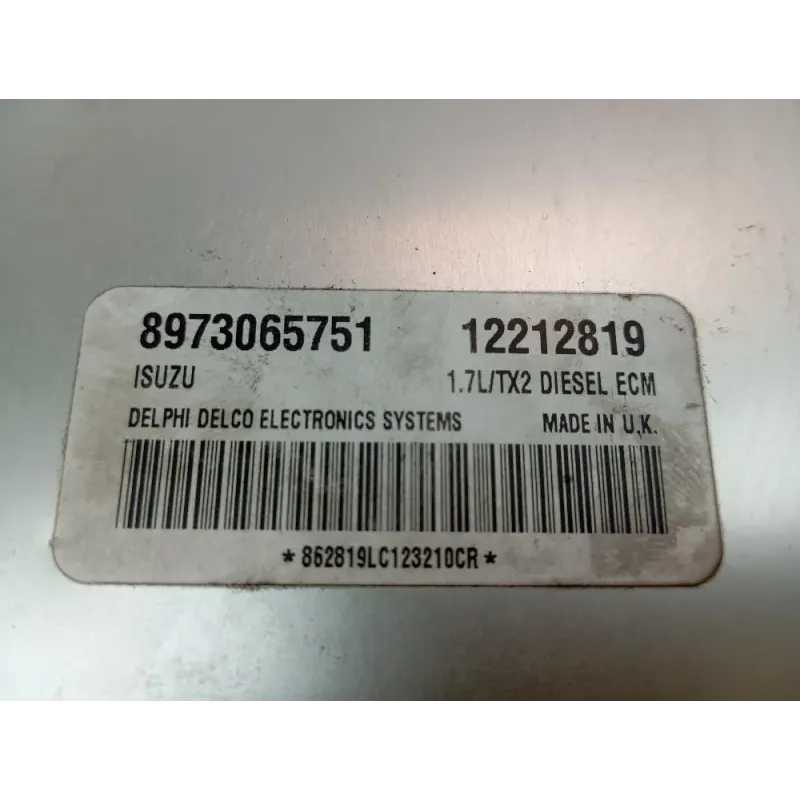 8973065751 12212819
ISUZU 1.7L/TX2 DIESEL ECM
DELPHI DELCO ELECTRONICS SYSTEMS MADE IN U.K.
*862819LC123210CR*